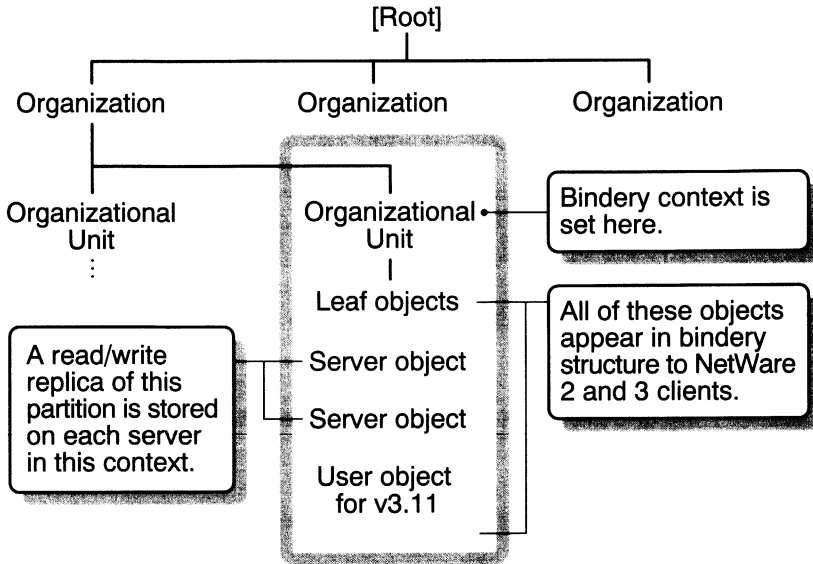 [Root]
Organization
Organization
Organization
Organizational
Unit
Organizational
Unit
Bindery context is
set here.
Leaf objects
Server object
Server object
User object
for v3.11
A read/write
replica of this
partition is stored
on each server
in this context.
All of these objects
appear in bindery
structure to NetWare
2 and 3 clients.